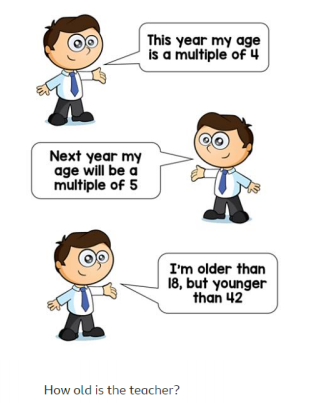 This year my age
is a multiple of 4
Next year my
age will be a
multiple of 5
I'm older than
18, but younger
than 42
How old is the teacher?